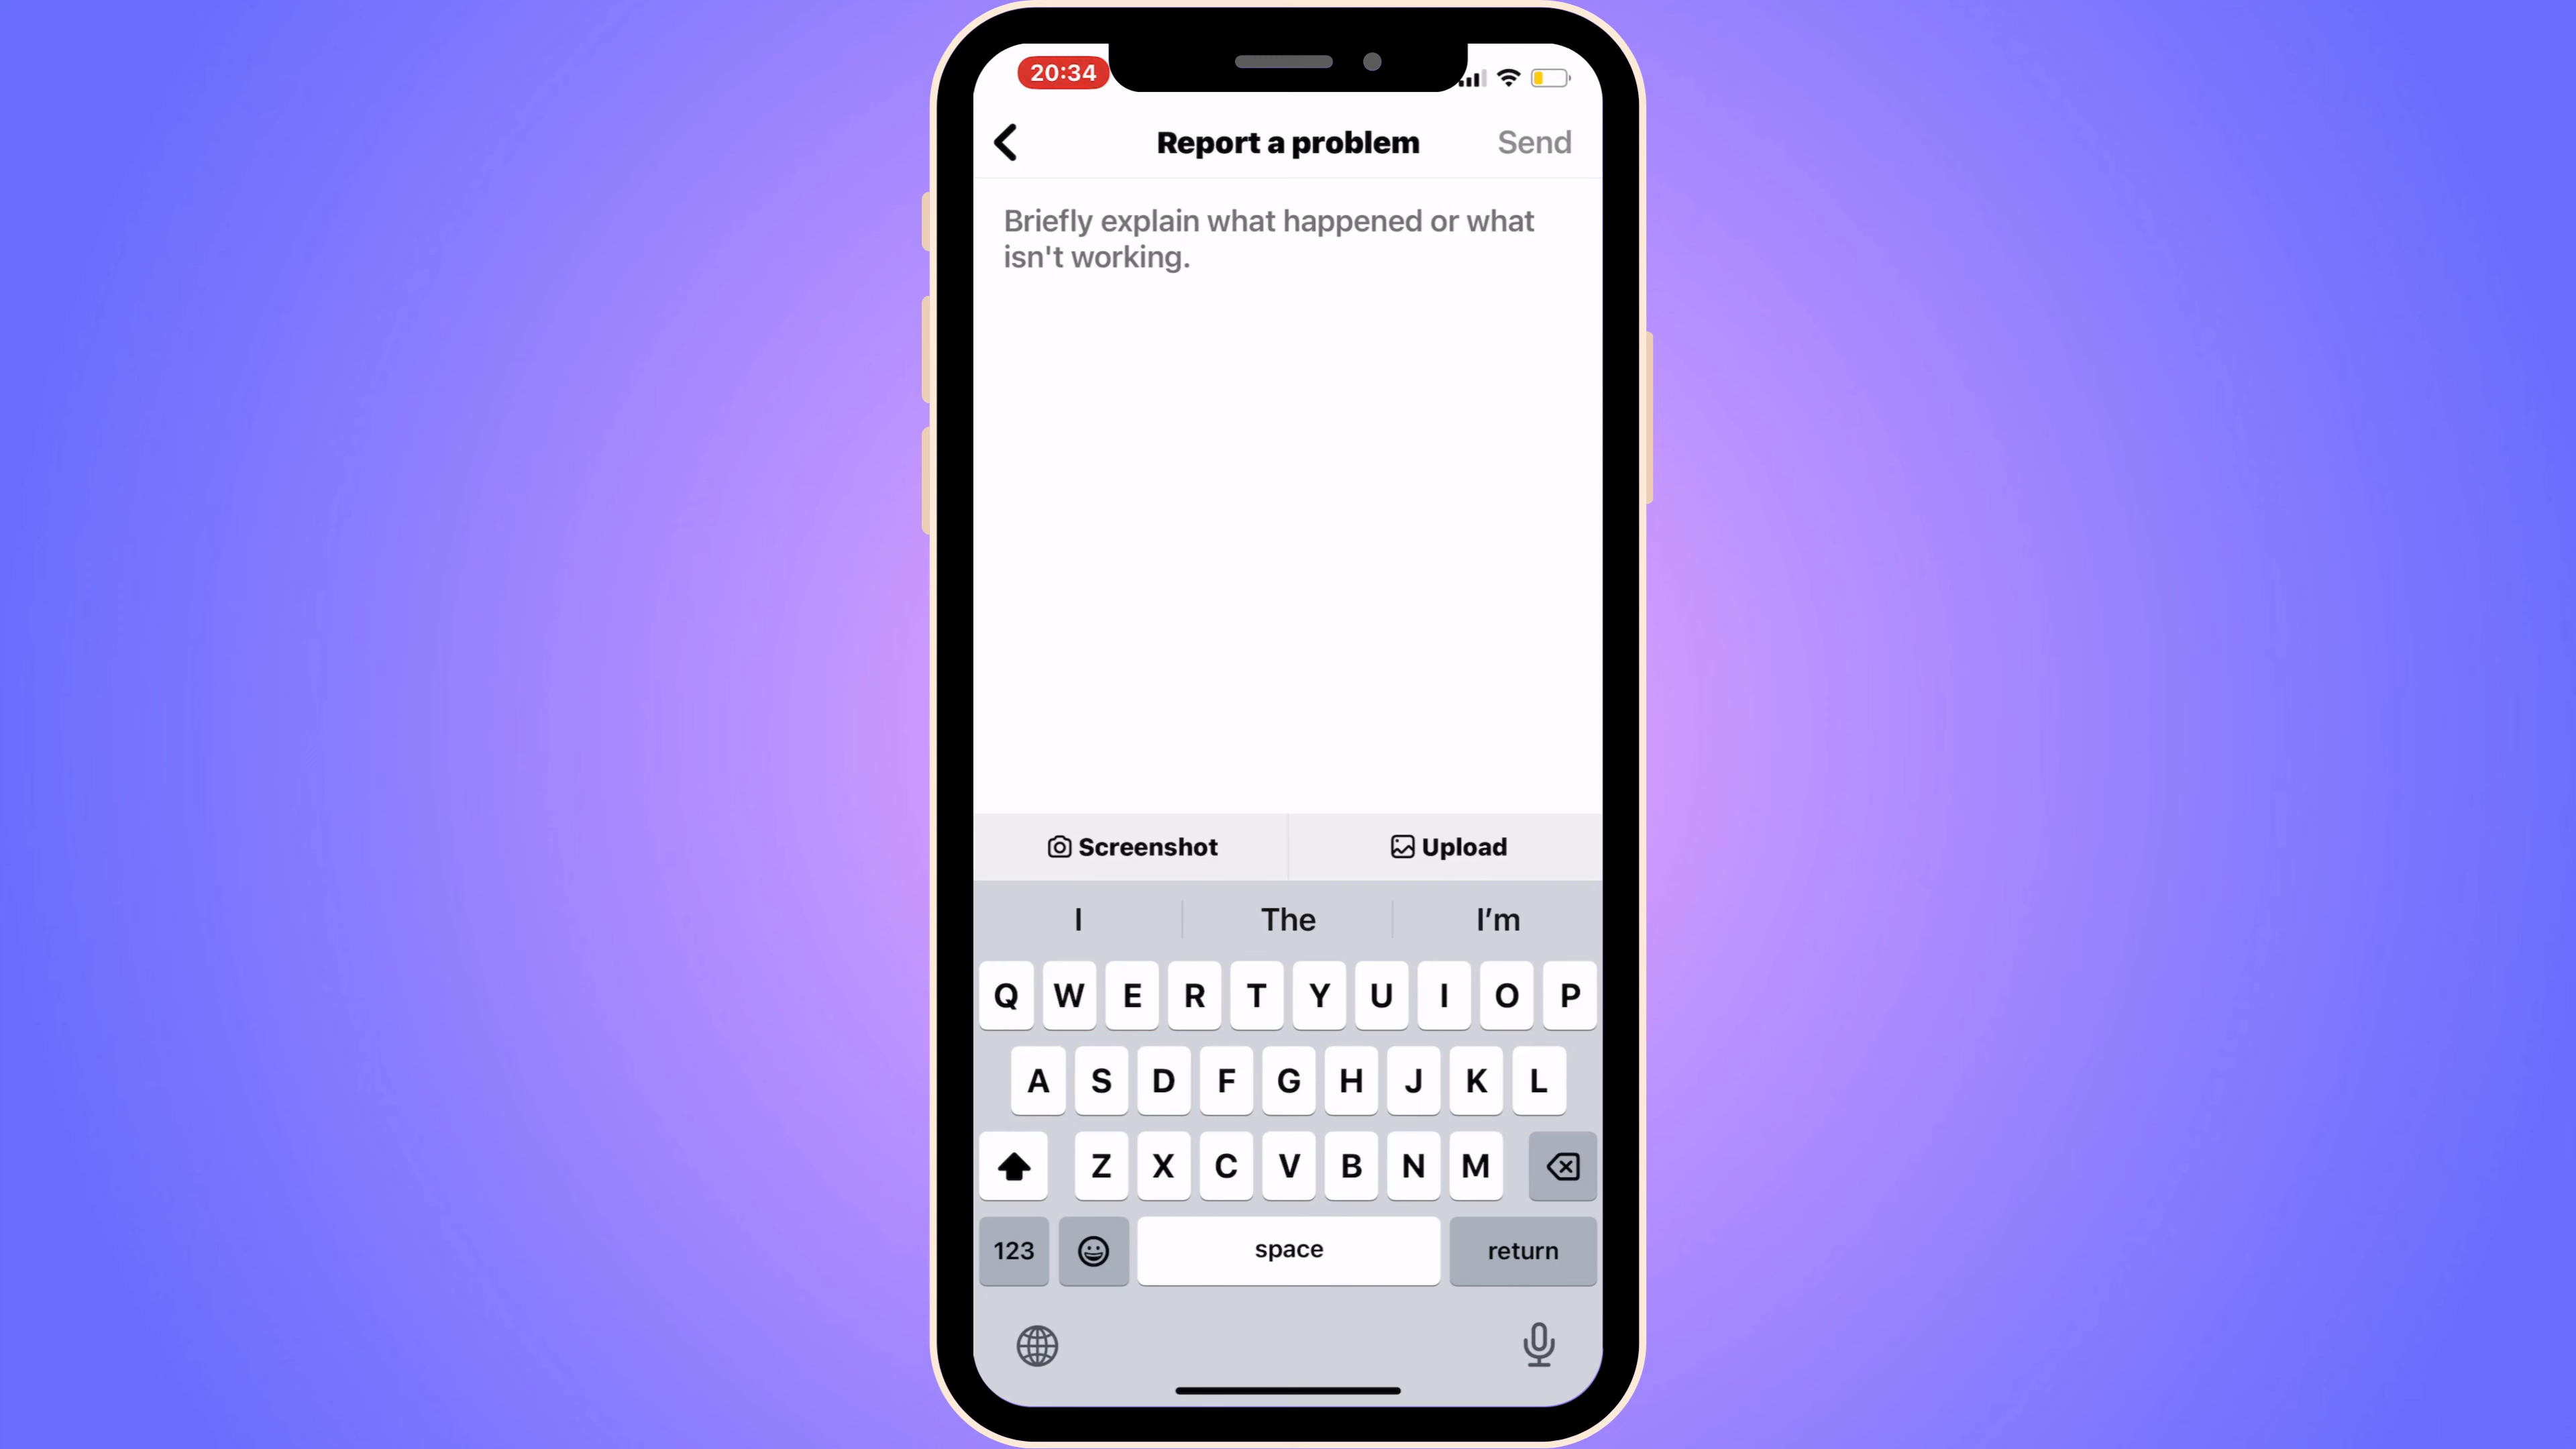 20:34
Report a problem
Send
Briefly explain what happened or what
isn't working.
Screenshot
Upload
I
The
I'm
Q W E R T Y U I O P
A S D F G H J K L
Z X C V B N M
123
space
return